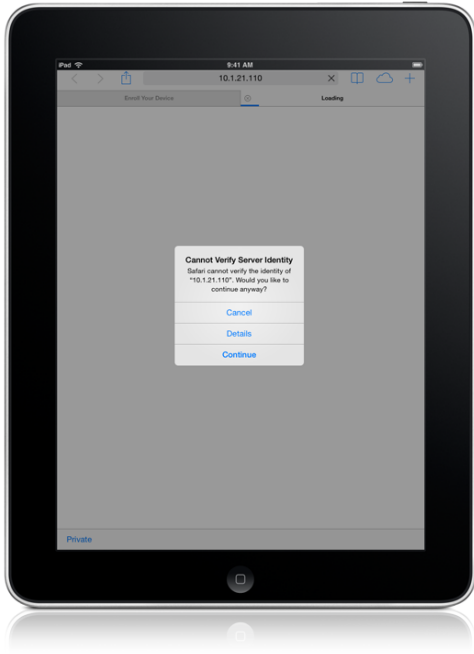 iPad 9:41 AM
10.1.21.110
Enroll Your Device Loading
Cannot Verify Server Identity
Safari cannot verify the identity of
"10.1.21.110". Would you like to
continue anyway?
Cancel
Details
Continue
Private